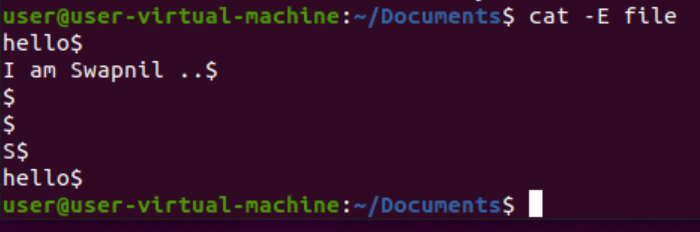 user@user-virtual-machine:~/Documents$ cat -E file
hello$
I am Swapnil ..$
$
$
S$
hello$
user@user-virtual-machine:~/Documents$